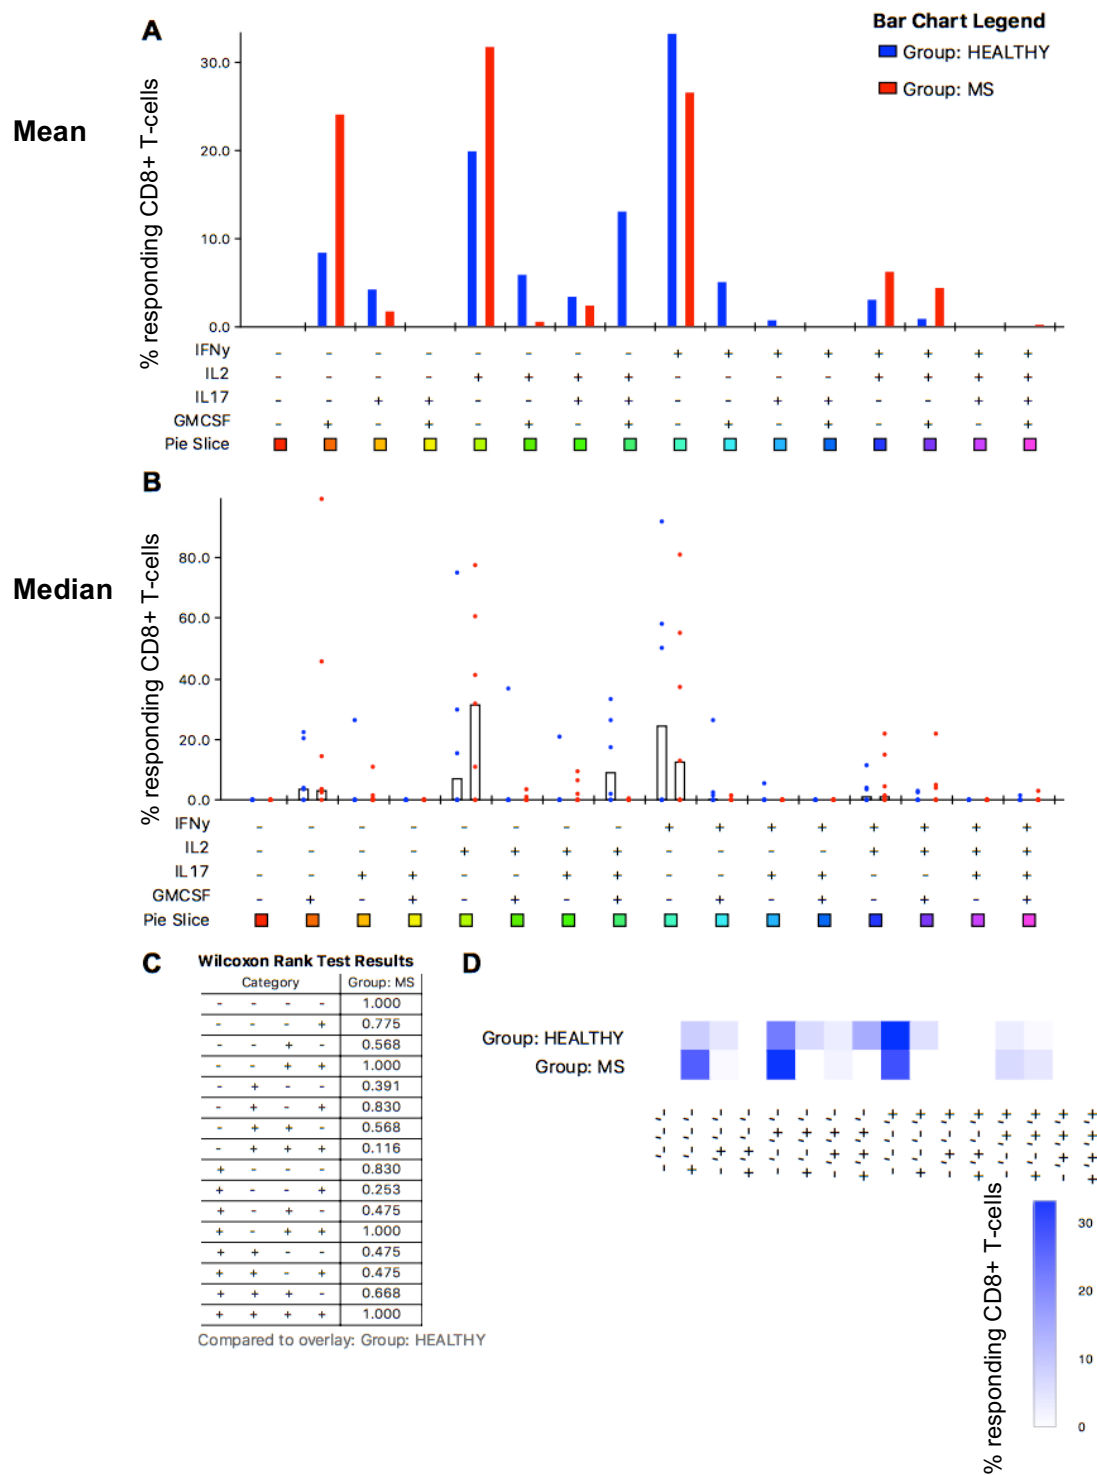 A
Bar Chart Legend
Group: HEALTHY
Group: MS
Mean
% responding CD8+ T-cells
30.0
20.0
10.0
0.0
IFNy - - - - - - - - + + + + + + + +
IL2 - - - - + + + + - - - - + + + +
IL17 - - + + - - + + - - + + - - + +
GMCSF - + - + - + - + - + - + - + - +
Pie Slice
B
Median
% responding CD8+ T-cells
80.0
60.0
40.0
20.0
0.0
IFNy - - - - - - - - + + + + + + + +
IL2 - - - - + + + + - - - - + + + +
IL17 - - + + - - + + - - + + - - + +
GMCSF - + - + - + - + - + - + - + - +
Pie Slice
C
Wilcoxon Rank Test Results
Category Group: MS
- - - - 1.000
- - - + 0.775
- - + - 0.568
- - + + 1.000
- + - - 0.391
- + - + 0.830
- + + - 0.568
- + + + 0.116
+ - - - 0.830
+ - - + 0.253
+ - + - 0.475
+ - + + 1.000
+ + - - 0.475
+ + - + 0.475
+ + + - 0.668
+ + + + 1.000
Compared to overlay: Group: HEALTHY
D
Group: HEALTHY
Group: MS
-,-,-,-
-,-,-,+
-,-,+,-
-,-,+,+
-,+,-,-
-,+,-,+
-,+,+,-
-,+,+,+
+,-,-,-
+,-,-,+
+,-,+,-
+,-,+,+
+,+,-,-
+,+,-,+
+,+,+,-
+,+,+,+
% responding CD8+ T-cells
30
20
10
0